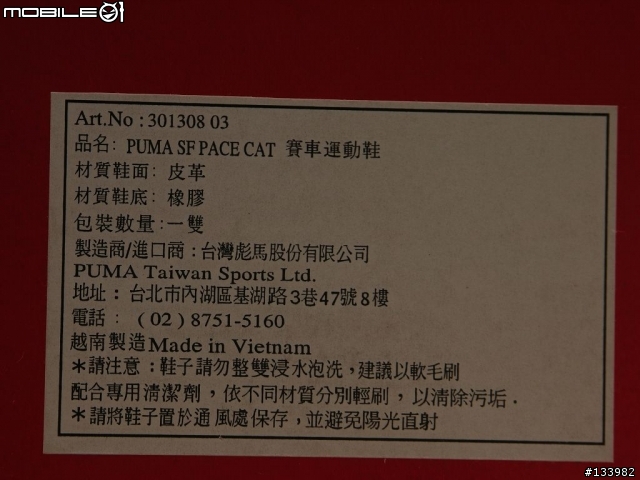 MOBILE01
Art.No : 301308 03
品名: PUMA SF PACE CAT 賽車運動鞋
材質鞋面: 皮革
材質鞋底: 橡膠
包裝數量:一雙
製造商/進口商:台灣彪馬股份有限公司
PUMA Taiwan Sports Ltd.
地址: 台北市內湖區基湖路3巷47號8樓
電話: (02) 8751-5160
越南製造Made in Vietnam
*請注意:鞋子請勿整雙浸水泡洗,建議以軟毛刷
配合專用清潔劑,依不同材質分別輕刷,以清除污垢.
*請將鞋子置於通風處保存,並避免陽光直射
#133982